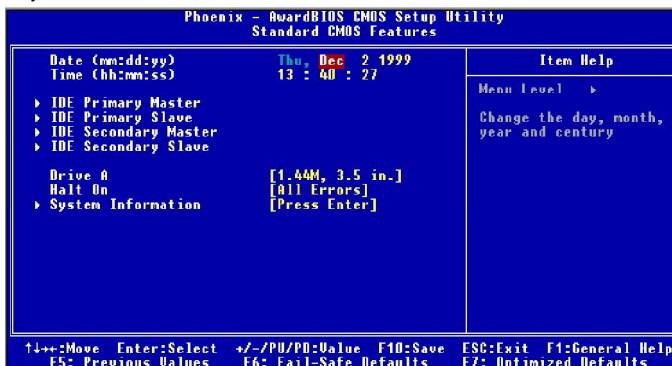 Phoenix - AwardBIOS CMOS Setup Utility
Standard CMOS Features
Date (mm:dd:yy) Thu, Dec 2 1999
Time (hh:mm:ss) 13 : 40 : 27
▸ IDE Primary Master
▸ IDE Primary Slave
▸ IDE Secondary Master
▸ IDE Secondary Slave
Drive A [1.44M, 3.5 in.]
Halt On [All Errors]
▸ System Information [Press Enter]
Item Help
Menu Level ▸
Change the day, month,
year and century
↑↓→←:Move Enter:Select +/-/PU/PD:Value F10:Save ESC:Exit F1:General Help
F5: Previous Values F6: Fail-Safe Defaults F7: Optimized Defaults